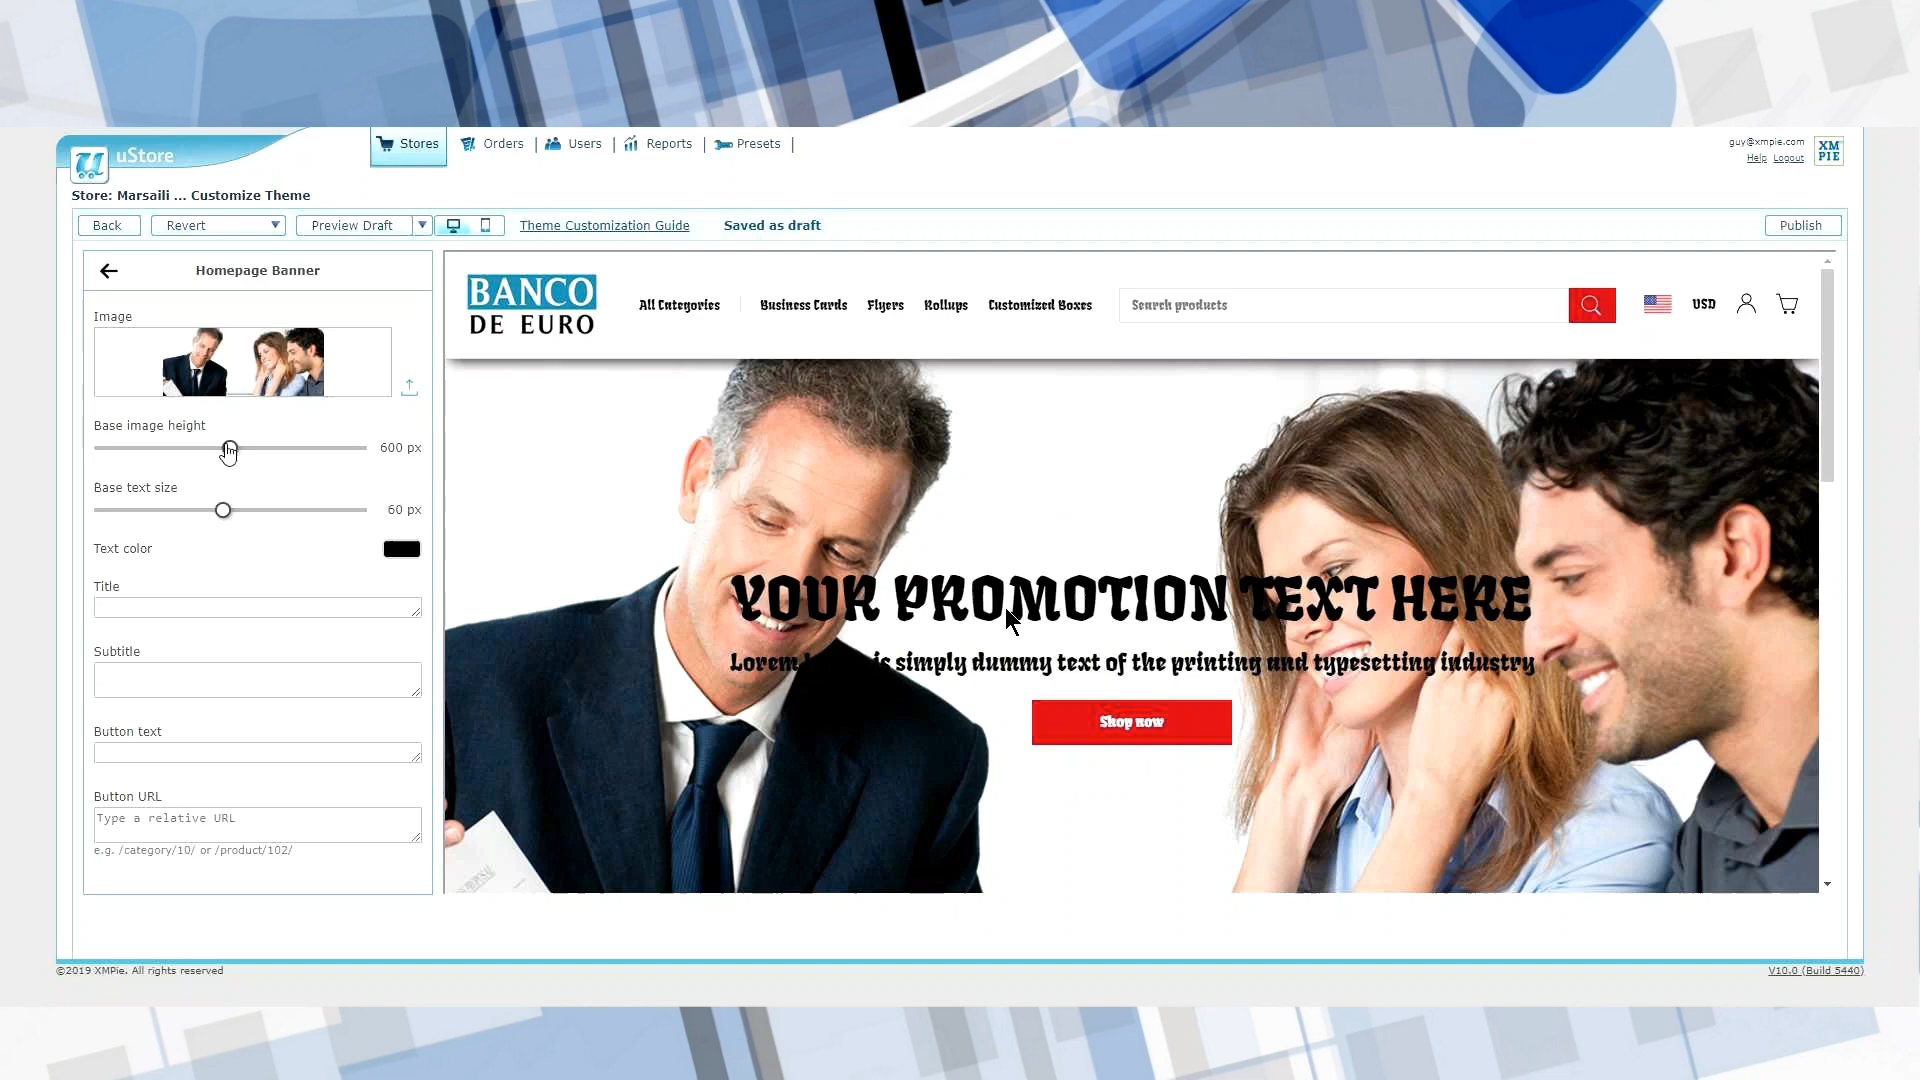 uStore
Stores
Orders
Users
Reports
Presets
guy@xmpie.com
Help Logout
XM
PIE
Store: Marsaili ... Customize Theme
Back
Revert
Preview Draft
Theme Customization Guide
Saved as draft
Publish
Homepage Banner
Image
Base image height
600 px
Base text size
60 px
Text color
Title
Subtitle
Button text
Button URL
Type a relative URL
e.g. /category/10/ or /product/102/
BANCO
DE EURO
All Categories
Business Cards
Flyers
Rollups
Customized Boxes
Search products
USD
YOUR PROMOTION TEXT HERE
Lorem is simply dummy text of the printing and typesetting industry
Shop now
©2019 XMPie. All rights reserved
V10.0 (Build 5440)